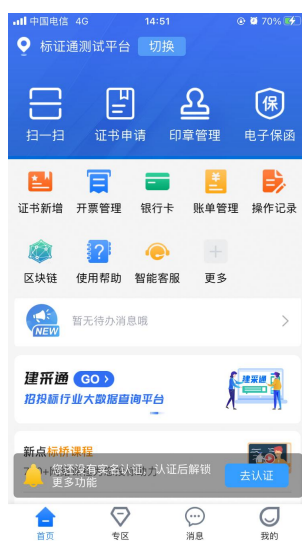 中国电信 4G 14:51 70%
标证通测试平台 切换
扫一扫 证书申请 印章管理 电子保函
保
证书新增 开票管理 银行卡 账单管理 操作记录
区块链 使用帮助 智能客服 更多
NEW 暂无待办消息哦
建采通 GO
招投标行业大数据查询平台
建采通
新点标桥课程
您还没有实名认证，认证后解锁
更多功能
去认证
首页 专区 消息 我的